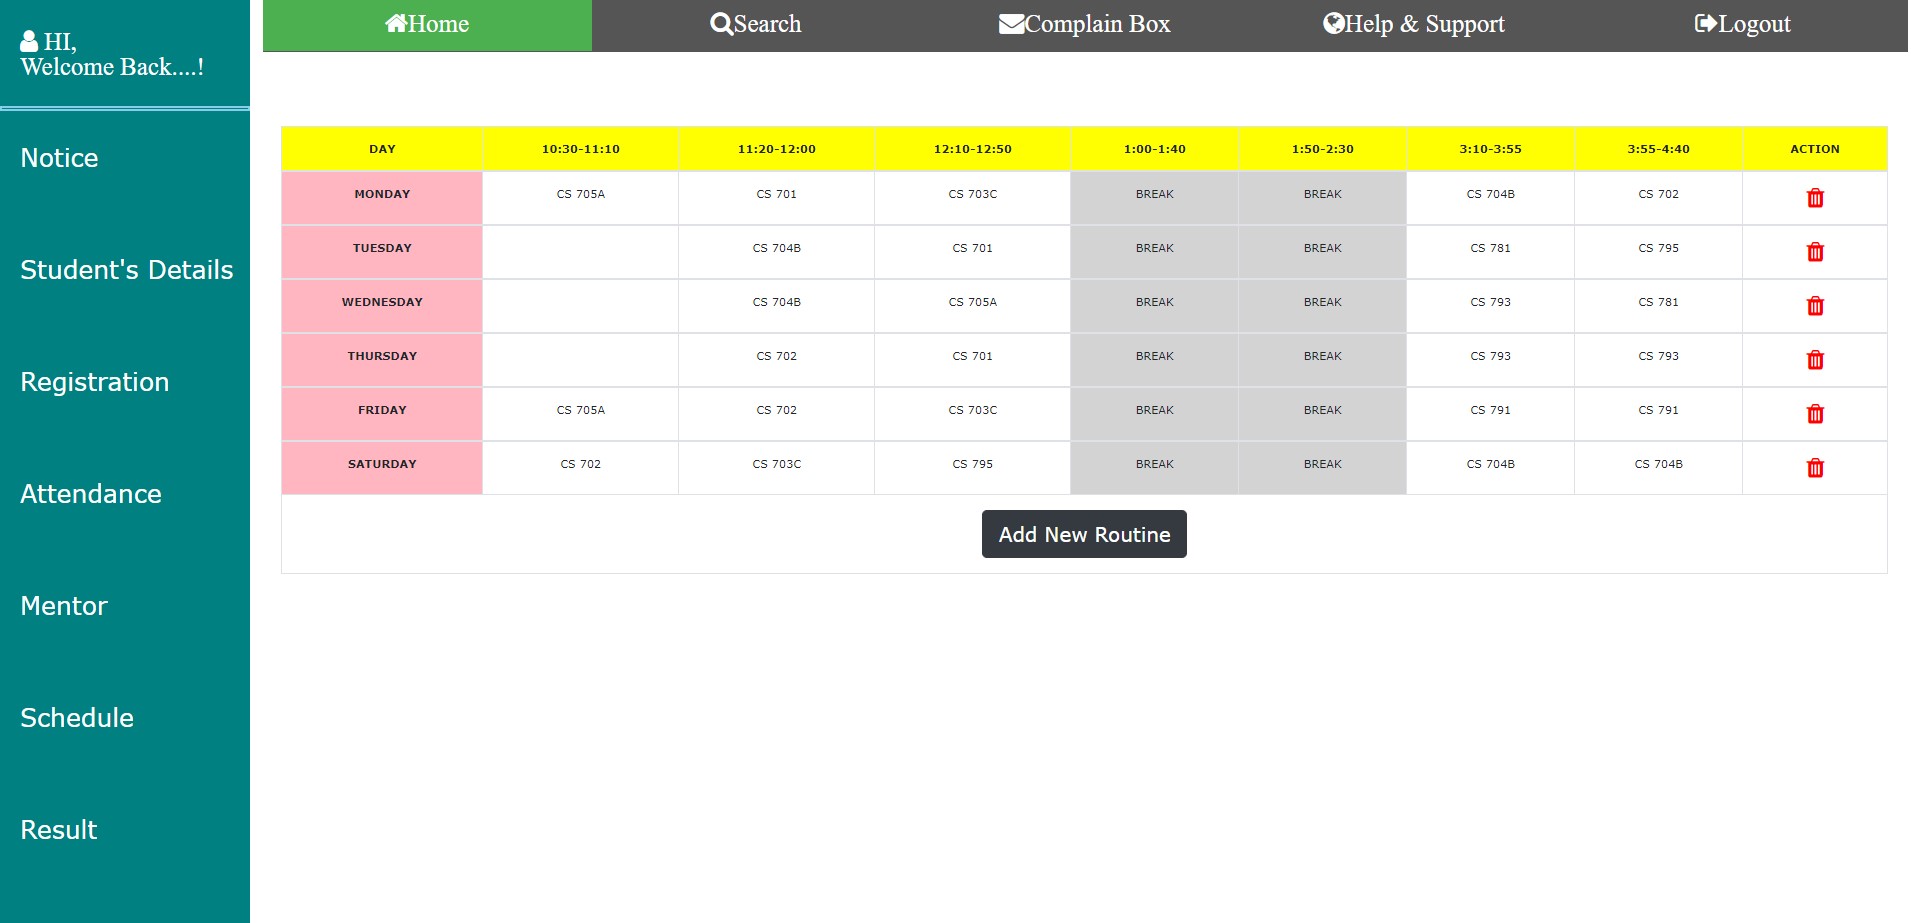 HI,
Welcome Back....!
Notice
Student's Details
Registration
Attendance
Mentor
Schedule
Result
Home Search Complain Box Help & Support Logout
DAY 10:30-11:10 11:20-12:00 12:10-12:50 1:00-1:40 1:50-2:30 3:10-3:55 3:55-4:40 ACTION
MONDAY CS 705A CS 701 CS 703C BREAK BREAK CS 704B CS 702
TUESDAY CS 704B CS 701 BREAK BREAK CS 781 CS 795
WEDNESDAY CS 704B CS 705A BREAK BREAK CS 793 CS 781
THURSDAY CS 702 CS 701 BREAK BREAK CS 793 CS 793
FRIDAY CS 705A CS 702 CS 703C BREAK BREAK CS 791 CS 791
SATURDAY CS 702 CS 703C CS 795 BREAK BREAK CS 704B CS 704B
Add New Routine